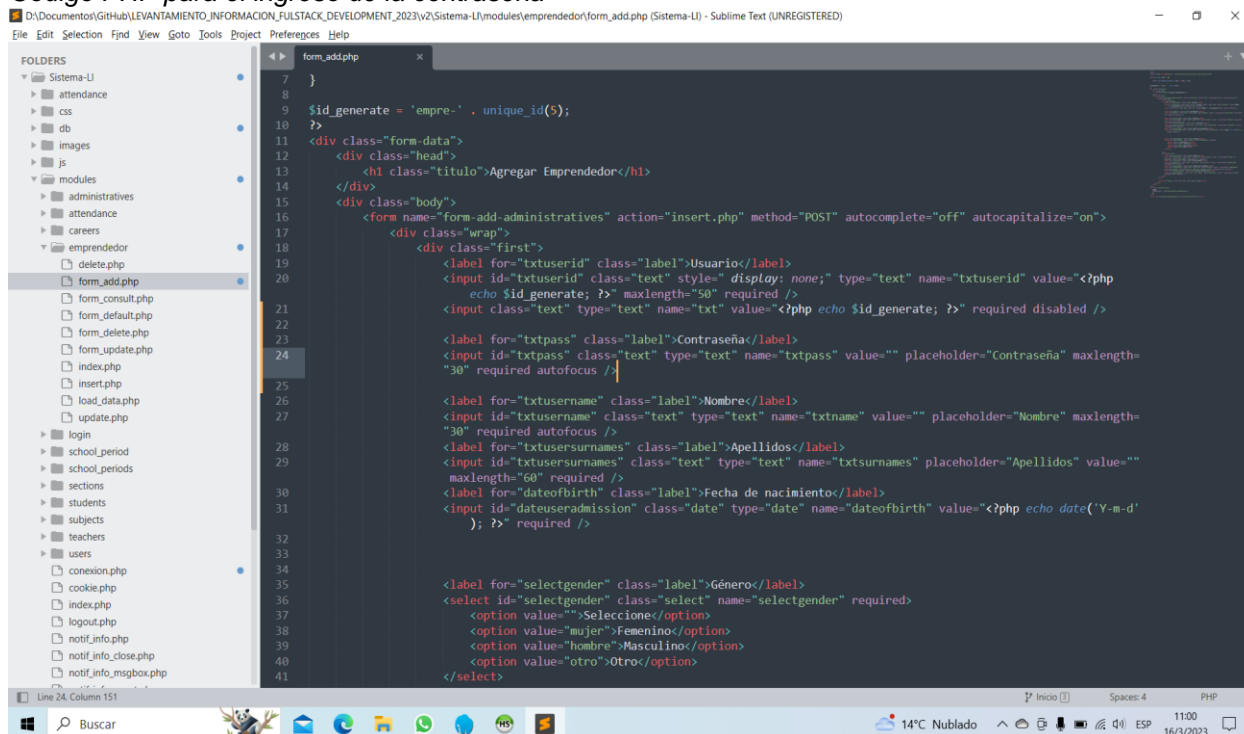 Código PHP para el ingreso de la contraseña
D:\Documentos\GitHub\LEVANTAMIENTO_INFORMACION_FULSTACK_DEVELOPMENT_2023\v2\Sistema-LI\modules\emprendedor\form_add.php (Sistema-LI) - Sublime Text (UNREGISTERED)
File Edit Selection Find View Goto Tools Project Preferences Help
FOLDERS
Sistema-LI
attendance
css
db
images
js
modules
administratives
attendance
careers
emprendedor
delete.php
form_add.php
form_consult.php
form_default.php
form_delete.php
form_update.php
index.php
insert.php
load_data.php
update.php
login
school_period
school_periods
sections
students
subjects
teachers
users
conexion.php
cookie.php
index.php
logout.php
notif_info.php
notif_info_close.php
notif_info_msgbox.php
form_add.php ×
7 }
8
9 $id_generate = 'empre-' . unique_id(5);
10 ?>
11 <div class="form-data">
12 <div class="head">
13 <h1 class="titulo">Agregar Emprendedor</h1>
14 </div>
15 <div class="body">
16 <form name="form-add-administratives" action="insert.php" method="POST" autocomplete="off" autocapitalize="on">
17 <div class="wrap">
18 <div class="first">
19 <label for="txtuserid" class="label">Usuario</label>
20 <input id="txtuserid" class="text" style=" display: none;" type="text" name="txtuserid" value="<?php
echo $id_generate; ?>" maxlength="50" required />
21 <input class="text" type="text" name="txt" value="<?php echo $id_generate; ?>" required disabled />
22
23 <label for="txtpass" class="label">Contraseña</label>
24 <input id="txtpass" class="text" type="text" name="txtpass" value="" placeholder="Contraseña" maxlength=
"30" required autofocus />
25
26 <label for="txtusername" class="label">Nombre</label>
27 <input id="txtusername" class="text" type="text" name="txtname" value="" placeholder="Nombre" maxlength=
"30" required autofocus />
28 <label for="txtusersurnames" class="label">Apellidos</label>
29 <input id="txtusersurnames" class="text" type="text" name="txtsurnames" placeholder="Apellidos" value=""
maxlength="60" required />
30 <label for="dateofbirth" class="label">Fecha de nacimiento</label>
31 <input id="dateuseradmission" class="date" type="date" name="dateofbirth" value="<?php echo date('Y-m-d'
); ?>" required />
32
33
34
35 <label for="selectgender" class="label">Género</label>
36 <select id="selectgender" class="select" name="selectgender" required>
37 <option value="">Seleccione</option>
38 <option value="mujer">Femenino</option>
39 <option value="hombre">Masculino</option>
40 <option value="otro">Otro</option>
41 </select>
Line 24, Column 151
Inicio 3 Spaces: 4 PHP
Buscar
HS
14°C Nublado ESP 11:00
16/3/2023